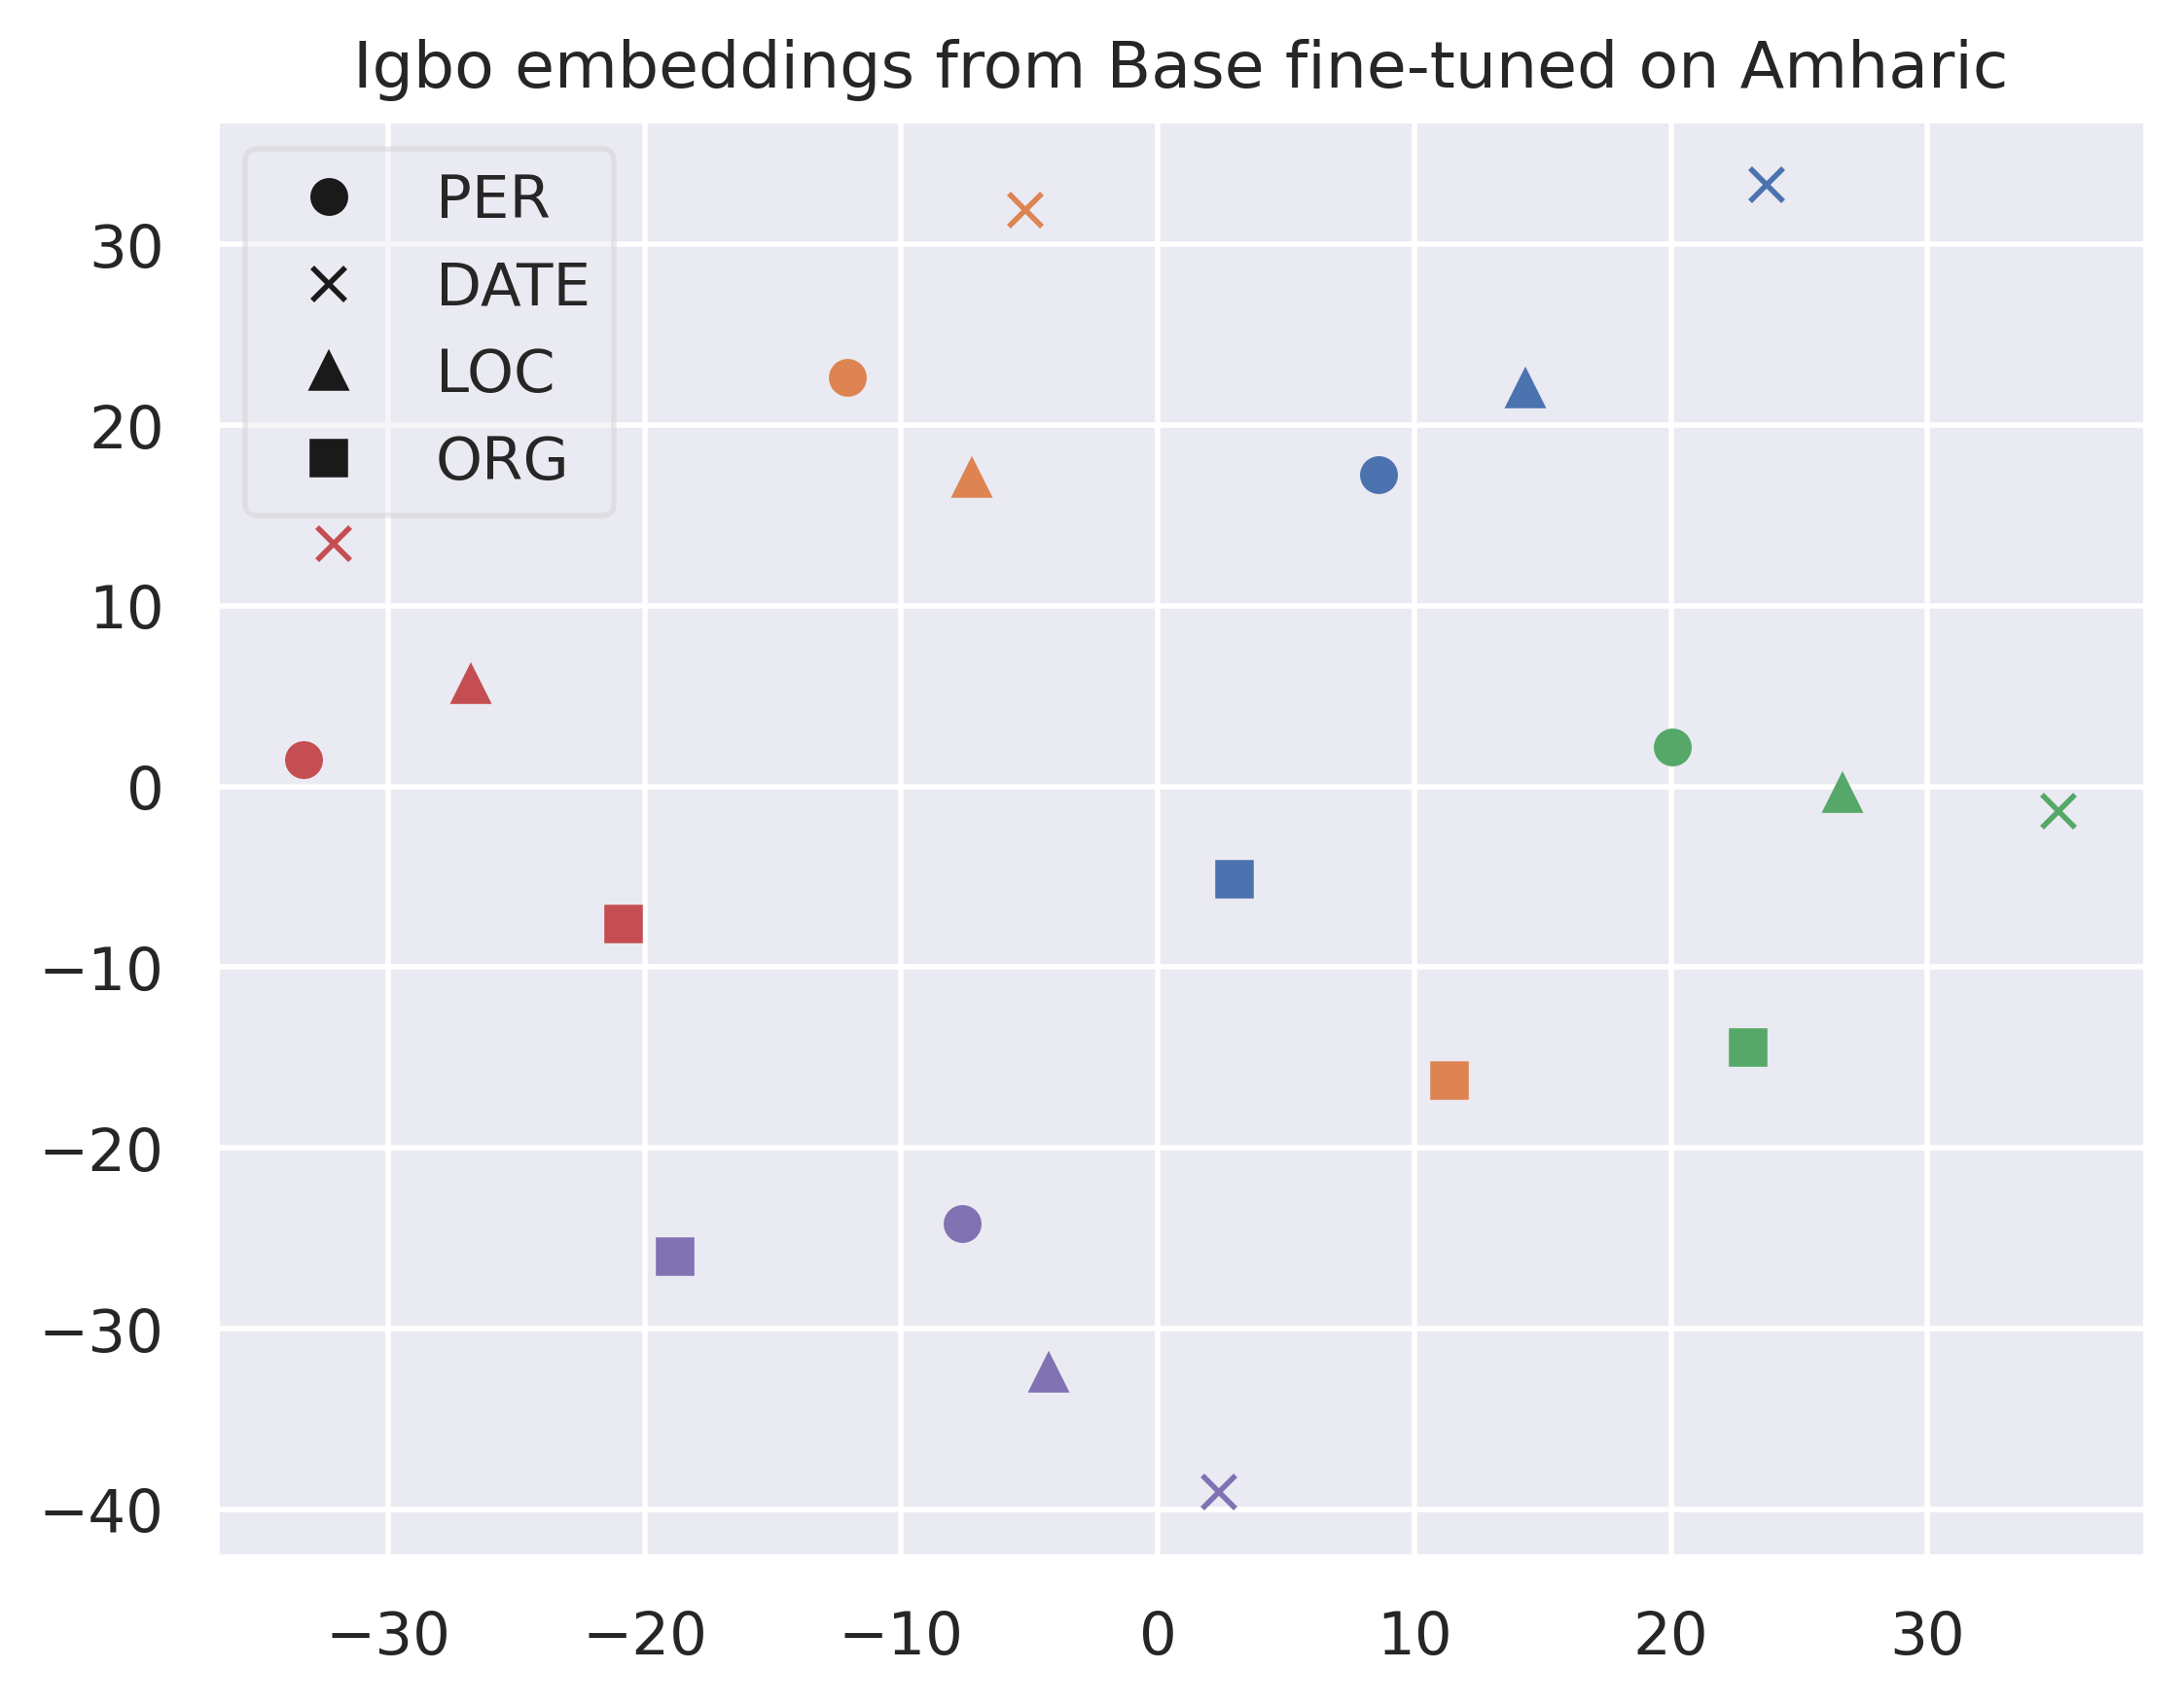 Igbo embeddings from Base fine-tuned on Amharic
PER
DATE
LOC
ORG
30
20
10
0
−10
−20
−30
−40
−30 −20 −10 0 10 20 30